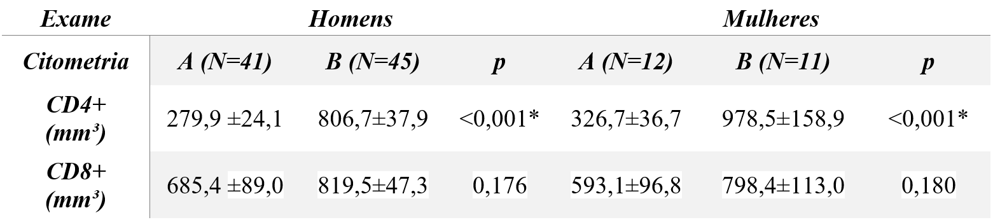 Exame Homens Mulheres
Citometria A (N=41) B (N=45) p A (N=12) B (N=11) p
CD4+
(mm³) 279,9 ±24,1 806,7±37,9 <0,001* 326,7±36,7 978,5±158,9 <0,001*
CD8+
(mm³) 685,4 ±89,0 819,5±47,3 0,176 593,1±96,8 798,4±113,0 0,180